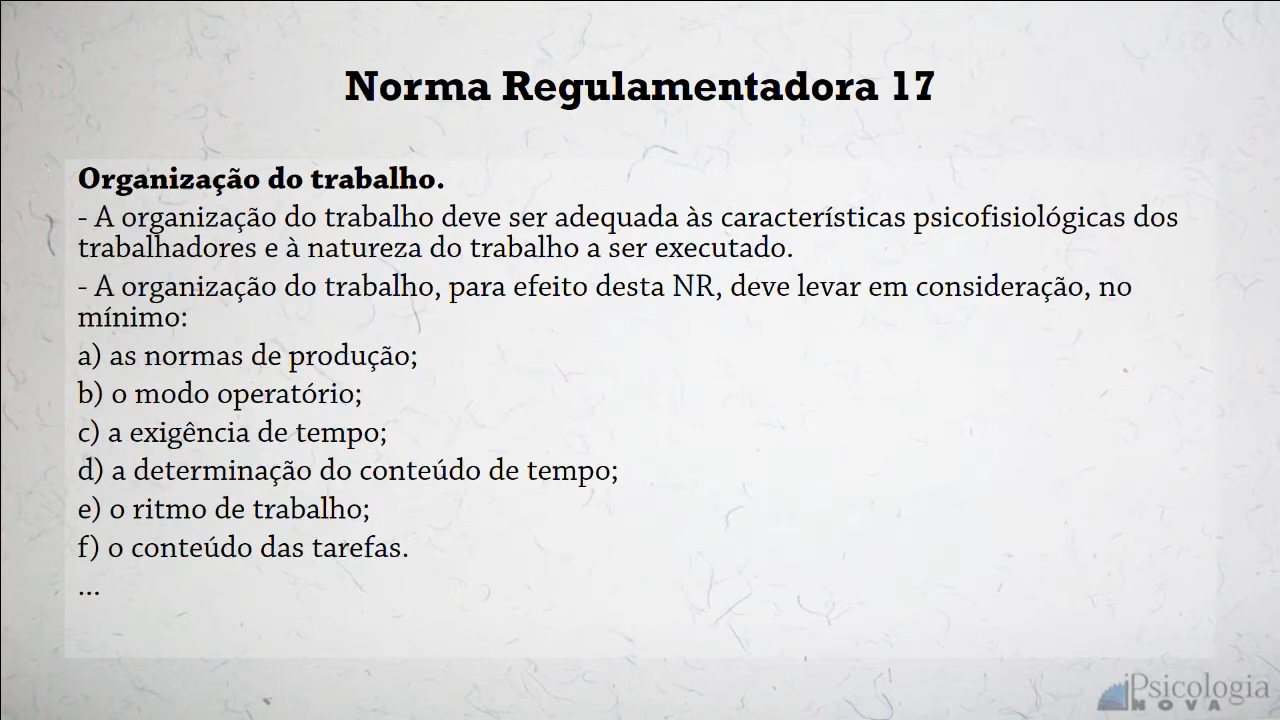 Norma Regulamentadora 17
Organização do trabalho.
- A organização do trabalho deve ser adequada às características psicofisiológicas dos
trabalhadores e à natureza do trabalho a ser executado.
- A organização do trabalho, para efeito desta NR, deve levar em consideração, no
mínimo:
a) as normas de produção;
b) o modo operatório;
c) a exigência de tempo;
d) a determinação do conteúdo de tempo;
e) o ritmo de trabalho;
f) o conteúdo das tarefas.
...
Psicologia
NOVA